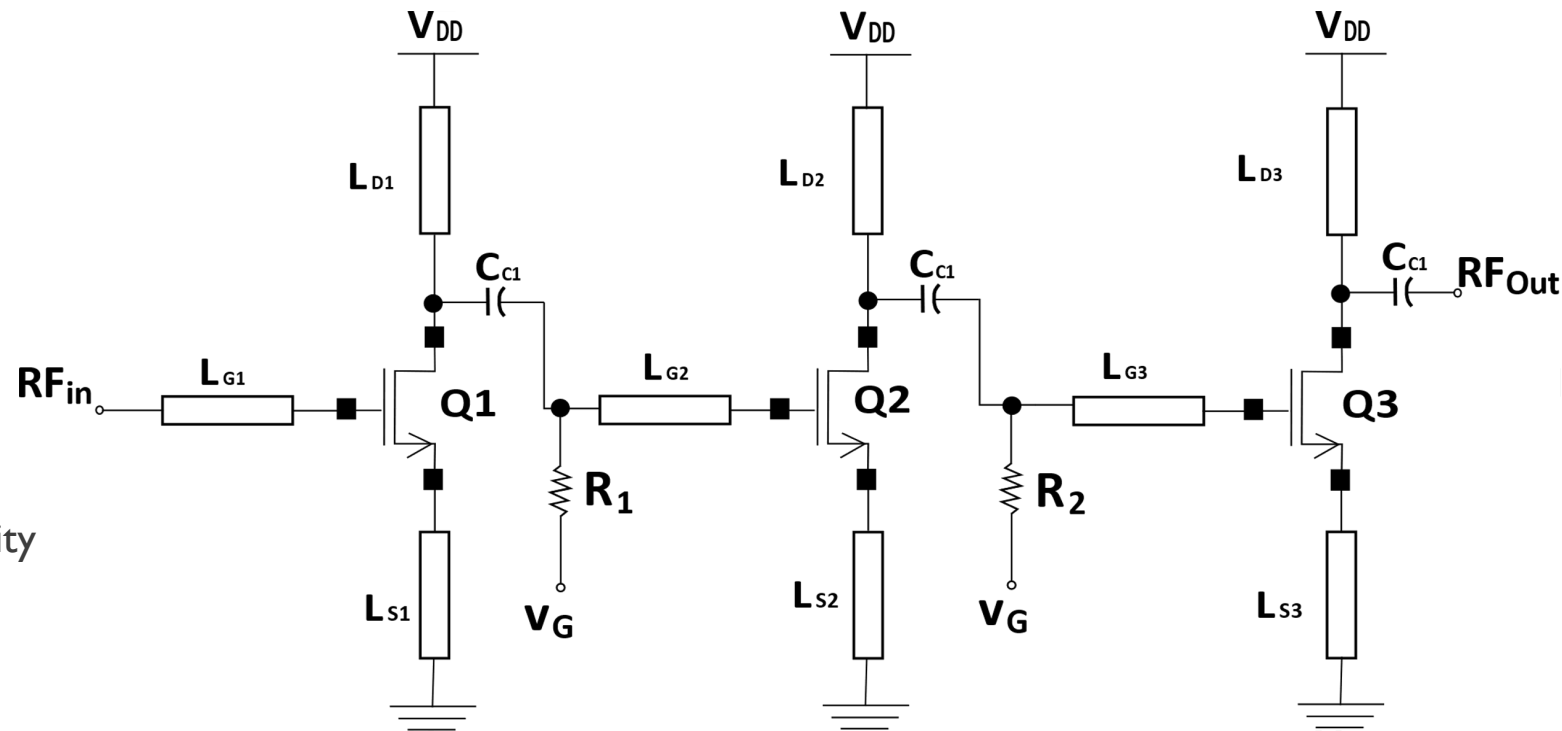 VDD
VDD
VDD
LD1
LD2
LD3
CC1
CC1
CC1
RFOut
RFin
LG1
Q1
LG2
Q2
LG3
Q3
R1
R2
ity
LS1
vG
LS2
vG
LS3